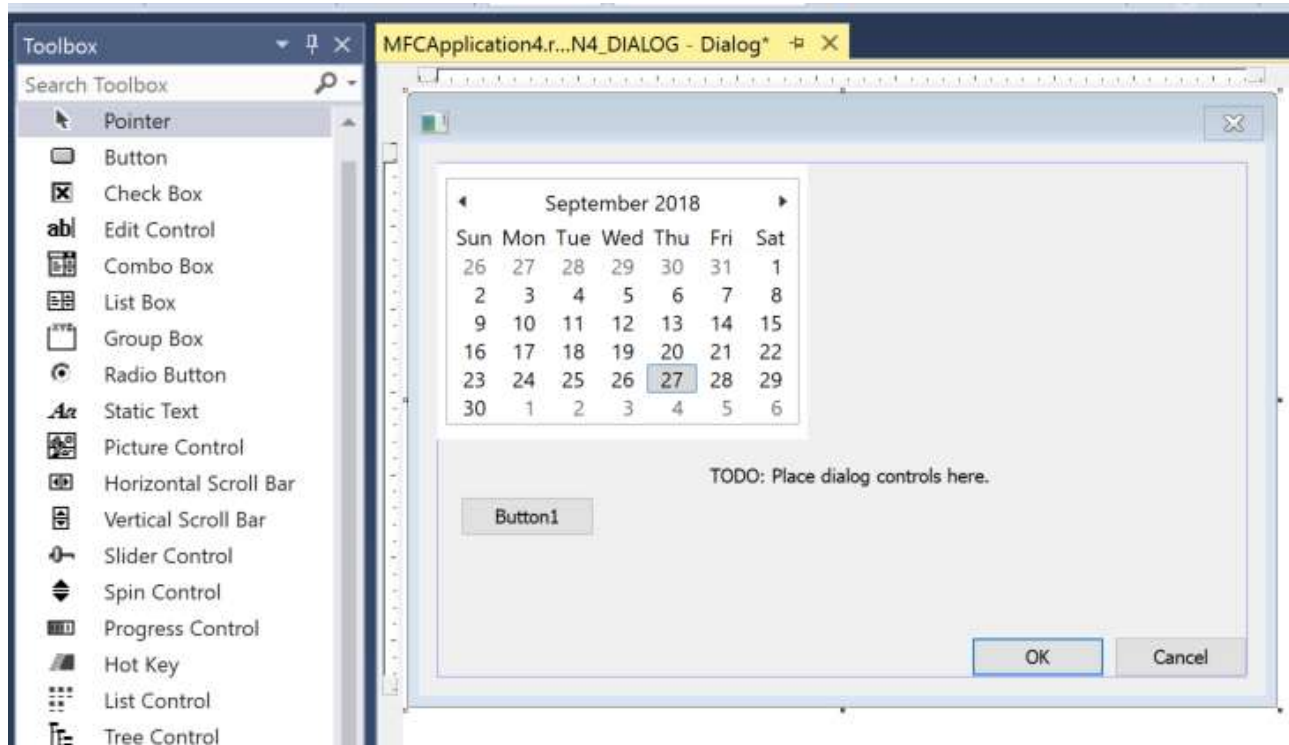 Toolbox
Search Toolbox
Pointer
Button
Check Box
ab| Edit Control
Combo Box
List Box
XYZ Group Box
Radio Button
Aa Static Text
Picture Control
Horizontal Scroll Bar
Vertical Scroll Bar
Slider Control
Spin Control
Progress Control
Hot Key
List Control
Tree Control
MFCApplication4.r...N4_DIALOG - Dialog*
September 2018
Sun Mon Tue Wed Thu Fri Sat
26 27 28 29 30 31 1
2 3 4 5 6 7 8
9 10 11 12 13 14 15
16 17 18 19 20 21 22
23 24 25 26 27 28 29
30 1 2 3 4 5 6
TODO: Place dialog controls here.
Button1
OK Cancel